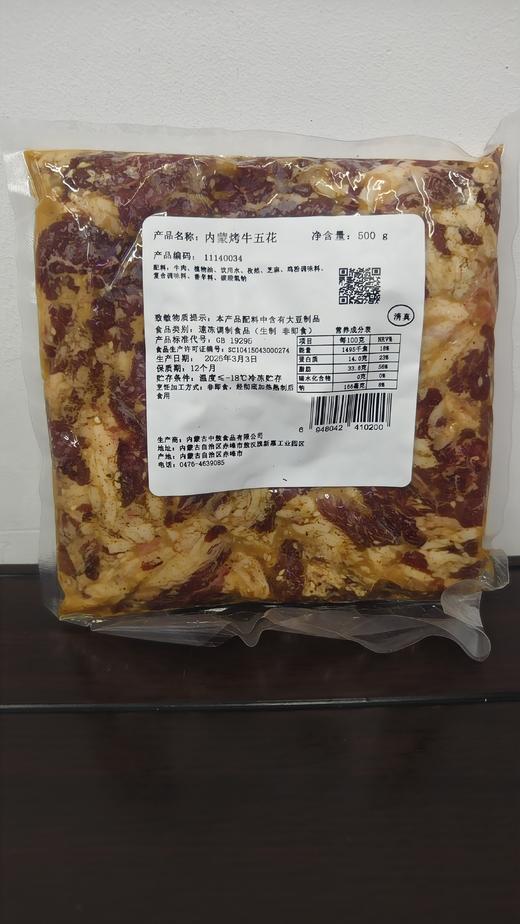 产品名称：内蒙烤牛五花 净含量：500 g
产品编码：11140034
配料：牛肉、植物油、饮用水、孜然、芝麻、鸡粉调味料、
复合调味料、香辛料、碳酸氢钠
清真
致敏物质提示：本产品配料中含有大豆制品
食品类别：速冻调制食品（生制 非即食）
产品标准代号：GB 19295
食品生产许可证编号：SC10415043000274
生产日期：2026年3月3日
保质期：12个月
贮存条件：温度≤-18℃冷冻贮存
烹饪加工方式：非即食，经彻底加热熟制后
食用
营养成分表
项目 每100克 NRV%
能量 1495千焦 18%
蛋白质 14.0克 23%
脂肪 33.6克 56%
碳水化合物 0克 0%
钠 166毫克 8%
6 948042 410200
生产商：内蒙古中敖食品有限公司
地址：内蒙古自治区赤峰市敖汉旗新惠工业园区
产地：内蒙古自治区赤峰市
电话：0476-4639085